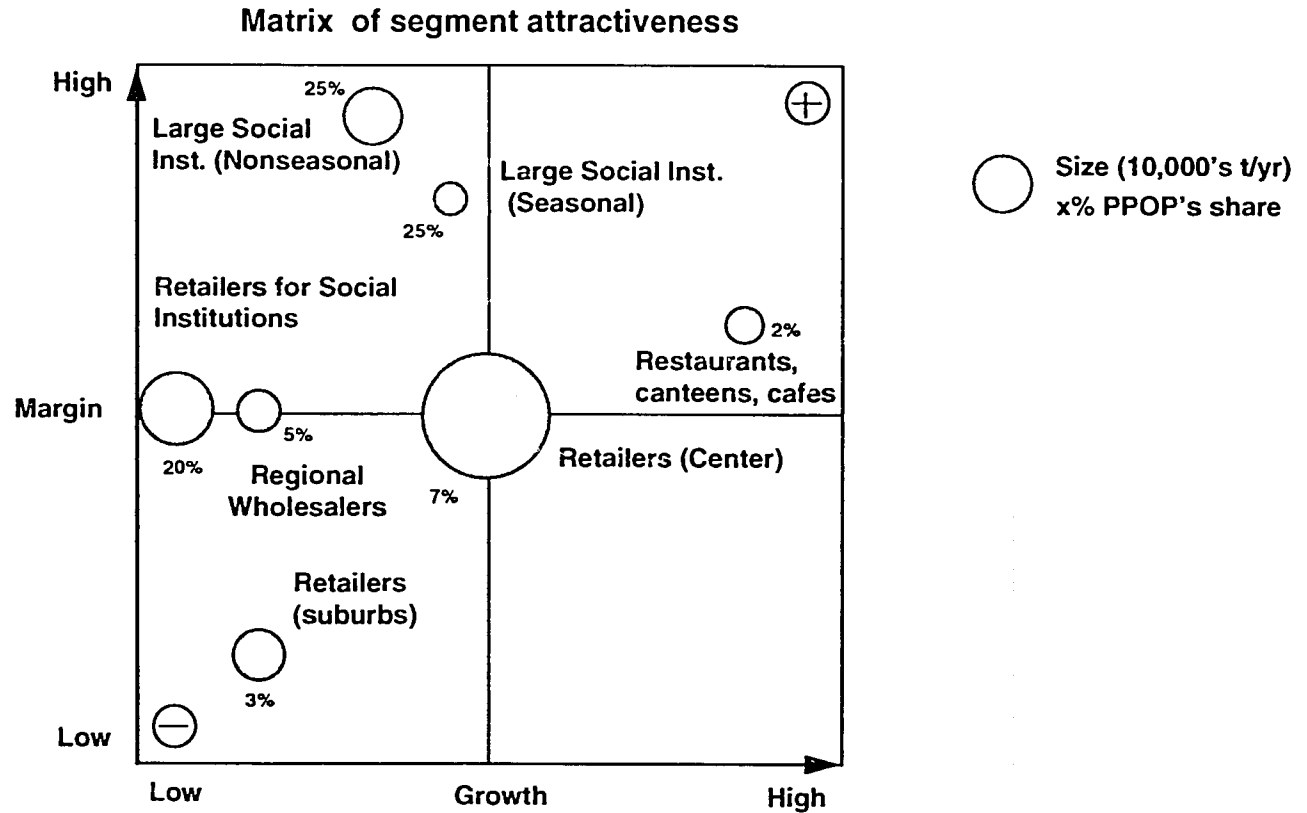 Matrix of segment attractiveness
High
25%
Large Social
Inst. (Nonseasonal)
Large Social Inst.
(Seasonal)
25%
Size (10,000's t/yr)
x% PPOP's share
Retailers for Social
Institutions
2%
Restaurants,
canteens, cafes
Margin
20%
5%
Regional
Wholesalers
7%
Retailers (Center)
Retailers
(suburbs)
3%
Low
Low
Growth
High